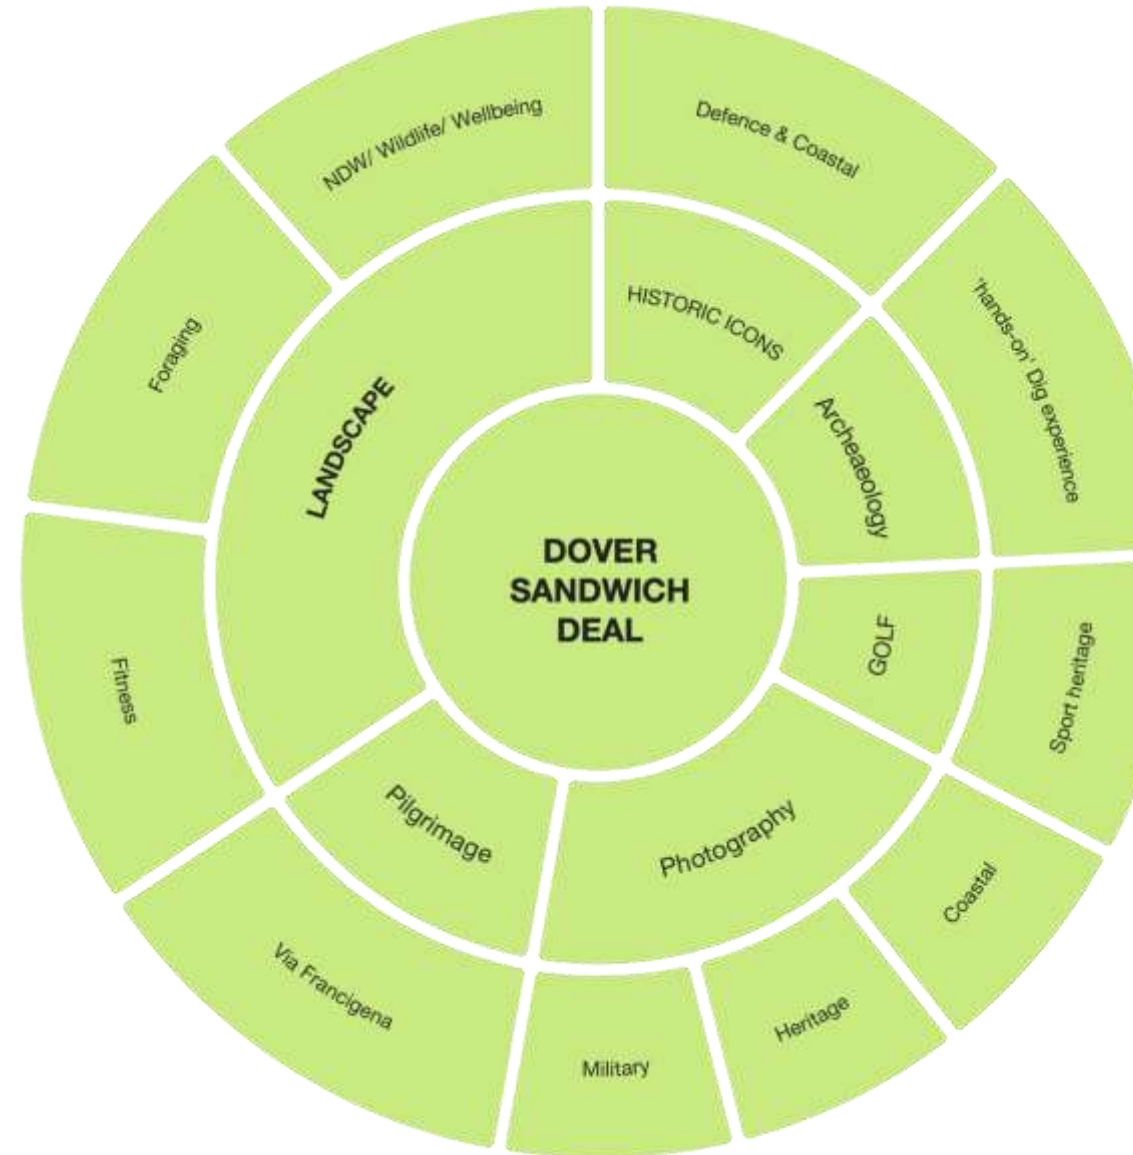 DOVER
SANDWICH
DEAL
HISTORIC ICONS
Archeaeology
GOLF
Photography
Pilgrimage
LANDSCAPE
Defence & Coastal
'hands-on' Dig experience
Sport heritage
Coastal
Heritage
Military
Via Francigena
Fitness
Foraging
NDW/ Wildlife/ Wellbeing